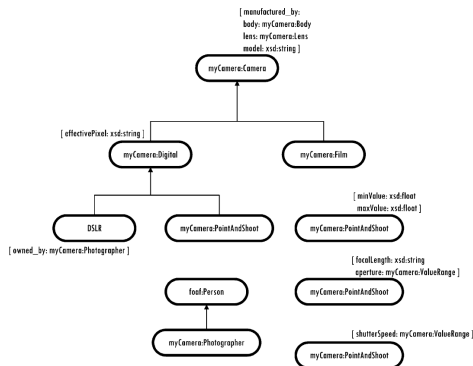 [ manufactured_by:
body: myCamera:Body
lens: myCamera:Lens
model: xsd:string ]
myCamera:Camera
[ effectivePixel: xsd:string ]
myCamera:Digital
myCamera:Film
[ minValue: xsd:float
maxValue: xsd:float ]
DSLR
myCamera:PointAndShoot
myCamera:PointAndShoot
[ owned_by: myCamera:Photographer ]
[ focalLength: xsd:string
aperture: myCamera:ValueRange ]
foaf:Person
myCamera:PointAndShoot
[ shutterSpeed: myCamera:ValueRange ]
myCamera:Photographer
myCamera:PointAndShoot